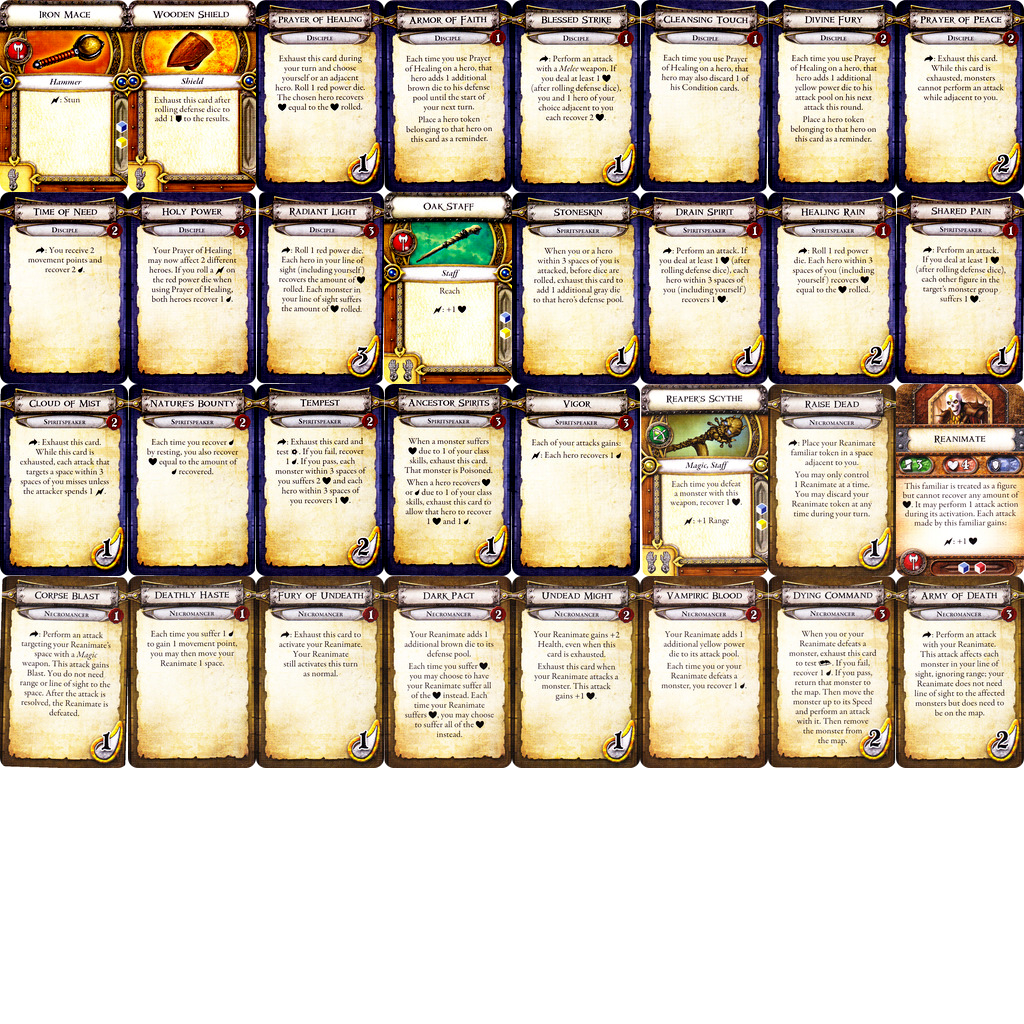 IRON MACE
Hammer
: Stun
WOODEN SHIELD
Shield
Exhaust this card after
rolling defense dice to
add 1 to the results.
PRAYER OF HEALING
DISCIPLE
Exhaust this card during
your turn and choose
yourself or an adjacent
hero. Roll 1 red power die.
The chosen hero recovers
♥ equal to the ♥ rolled.
1
ARMOR OF FAITH
DISCIPLE
1
Each time you use Prayer
of Healing on a hero, that
hero adds 1 additional
brown die to his defense
pool until the start of
your next turn.
Place a hero token
belonging to that hero on
this card as a reminder.
BLESSED STRIKE
DISCIPLE
1
: Perform an attack
with a Melee weapon. If
you deal at least 1 ♥
(after rolling defense dice),
you and 1 hero of your
choice adjacent to you
each recover 2 ♥.
1
CLEANSING TOUCH
DISCIPLE
1
Each time you use Prayer
of Healing on a hero, that
hero may also discard 1 of
his Condition cards.
DIVINE FURY
DISCIPLE
2
Each time you use Prayer
of Healing on a hero, that
hero adds 1 additional
yellow power die to his
attack pool on his next
attack this round.
Place a hero token
belonging to that hero on
this card as a reminder.
PRAYER OF PEACE
DISCIPLE
2
: Exhaust this card.
While this card is
exhausted, monsters
cannot perform an attack
while adjacent to you.
2
TIME OF NEED
DISCIPLE
2
: You receive 2
movement points and
recover 2 .
HOLY POWER
DISCIPLE
3
Your Prayer of Healing
may now affect 2 different
heroes. If you roll a on
the red power die when
using Prayer of Healing,
both heroes recover 1 .
RADIANT LIGHT
DISCIPLE
3
: Roll 1 red power die.
Each hero in your line of
sight (including yourself)
recovers the amount of ♥
rolled. Each monster in
your line of sight suffers
the amount of ♥ rolled.
3
OAK STAFF
Staff
Reach
: +1 ♥
STONESKIN
SPIRITSPEAKER
When you or a hero
within 3 spaces of you is
attacked, before dice are
rolled, exhaust this card to
add 1 additional gray die
to that hero's defense pool.
1
DRAIN SPIRIT
SPIRITSPEAKER
1
: Perform an attack. If
you deal at least 1 ♥ (after
rolling defense dice), each
hero within 3 spaces of
you (including yourself)
recovers 1 ♥.
1
HEALING RAIN
SPIRITSPEAKER
1
: Roll 1 red power
die. Each hero within 3
spaces of you (including
yourself) recovers ♥
equal to the ♥ rolled.
2
SHARED PAIN
SPIRITSPEAKER
1
: Perform an attack.
If you deal at least 1 ♥
(after rolling defense dice),
each other figure in the
target's monster group
suffers 1 ♥.
1
CLOUD OF MIST
SPIRITSPEAKER
2
: Exhaust this card.
While this card is
exhausted, each attack that
targets a space within 3
spaces of you misses unless
the attacker spends 1 .
1
NATURE'S BOUNTY
SPIRITSPEAKER
2
Each time you recover
by resting, you also recover
♥ equal to the amount of
recovered.
TEMPEST
SPIRITSPEAKER
2
: Exhaust this card and
test . If you fail, recover
1 . If you pass, each
monster within 3 spaces of
you suffers 2 ♥ and each
hero within 3 spaces of
you recovers 1 ♥.
2
ANCESTOR SPIRITS
SPIRITSPEAKER
3
When a monster suffers
♥ due to 1 of your class
skills, exhaust this card.
That monster is Poisoned.
When a hero recovers ♥
or due to 1 of your class
skills, exhaust this card to
allow that hero to recover
1 ♥ and 1 .
1
VIGOR
SPIRITSPEAKER
3
Each of your attacks gains:
: Each hero recovers 1
REAPER'S SCYTHE
Magic, Staff
Each time you defeat
a monster with this
weapon, recover 1 ♥.
: +1 Range
RAISE DEAD
NECROMANCER
: Place your Reanimate
familiar token in a space
adjacent to you.
You may only control
1 Reanimate at a time.
You may discard your
Reanimate token at any
time during your turn.
1
REANIMATE
3
4
This familiar is treated as a figure
but cannot recover any amount of
♥. It may perform 1 attack action
during its activation. Each attack
made by this familiar gains:
: +1 ♥
CORPSE BLAST
NECROMANCER
1
: Perform an attack
targeting your Reanimate's
space with a Magic
weapon. This attack gains
Blast. You do not need
range or line of sight to the
space. After the attack is
resolved, the Reanimate is
defeated.
1
DEATHLY HASTE
NECROMANCER
1
Each time you suffer 1
to gain 1 movement point,
you may then move your
Reanimate 1 space.
FURY OF UNDEATH
NECROMANCER
1
: Exhaust this card to
activate your Reanimate.
Your Reanimate
still activates this turn
as normal.
1
DARK PACT
NECROMANCER
2
Your Reanimate adds 1
additional brown die to its
defense pool.
Each time you suffer ♥,
you may choose to have
your Reanimate suffer all
of the ♥ instead. Each
time your Reanimate
suffers ♥, you may choose
to suffer all of the ♥
instead.
UNDEAD MIGHT
NECROMANCER
2
Your Reanimate gains +2
Health, even when this
card is exhausted.
Exhaust this card when
your Reanimate attacks a
monster. This attack
gains +1 ♥.
1
VAMPIRIC BLOOD
NECROMANCER
2
Your Reanimate adds 1
additional yellow power
die to its attack pool.
Each time you or your
Reanimate defeats a
monster, you recover 1 .
DYING COMMAND
NECROMANCER
3
When you or your
Reanimate defeats a
monster, exhaust this card
to test . If you fail,
recover 1 . If you pass,
return that monster to
the map. Then move the
monster up to its Speed
and perform an attack
with it. Then remove
the monster from
the map.
2
ARMY OF DEATH
NECROMANCER
3
: Perform an attack
with your Reanimate.
This attack affects each
monster in your line of
sight, ignoring range; your
Reanimate does not need
line of sight to the affected
monsters but does need to
be on the map.
2